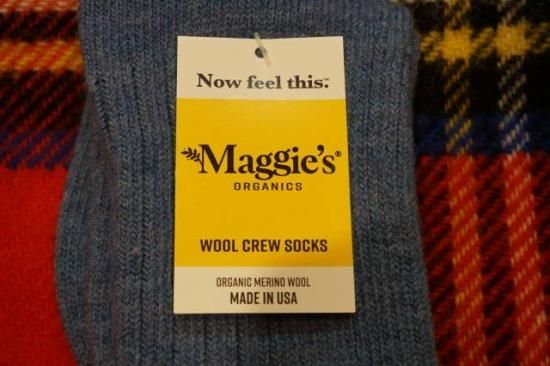 Now feel this.™
Maggie's®
ORGANICS
WOOL CREW SOCKS
ORGANIC MERINO WOOL
MADE IN USA